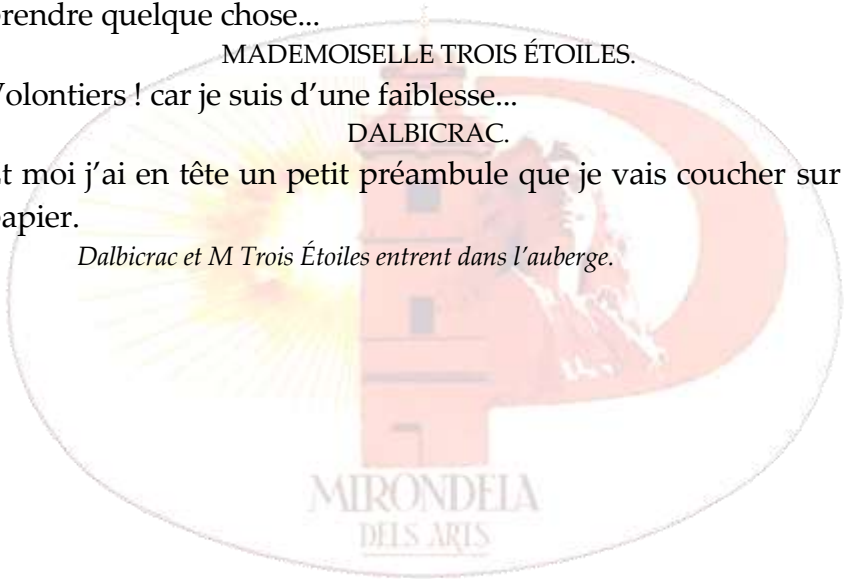 prendre quelque chose...
MADEMOISELLE TROIS ÉTOILES.
Volontiers ! car je suis d’une faiblesse...
DALBICRAC.
Et moi j’ai en tête un petit préambule que je vais coucher sur
papier.
Dalbicrac et M Trois Étoiles entrent dans l’auberge.
MIRONDELA
DELS ARTS